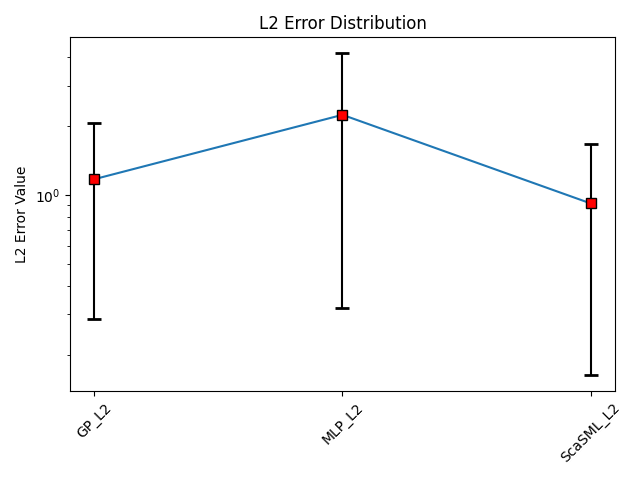 L2 Error Distribution
L2 Error Value
10⁰
GP_L2
MLP_L2
ScaSML_L2